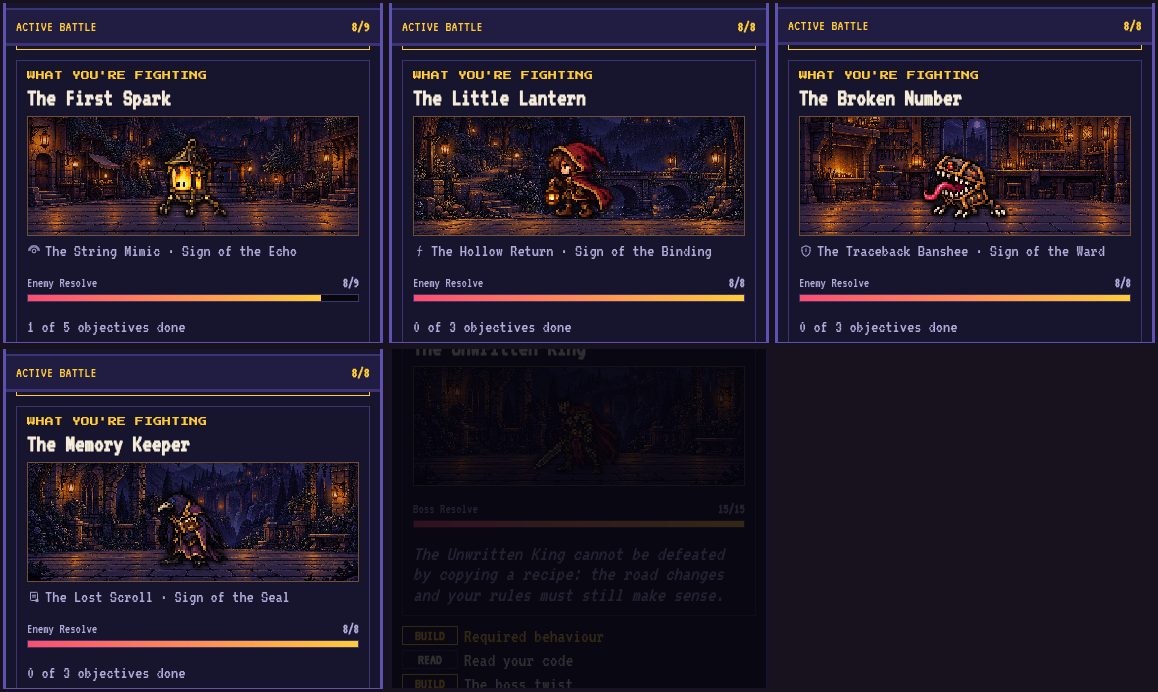 ACTIVE BATTLE 8/9
WHAT YOU'RE FIGHTING
The First Spark
The String Mimic · Sign of the Echo
Enemy Resolve 8/9
1 of 5 objectives done
ACTIVE BATTLE 8/8
WHAT YOU'RE FIGHTING
The Little Lantern
The Hollow Return · Sign of the Binding
Enemy Resolve 8/8
0 of 3 objectives done
ACTIVE BATTLE 8/8
WHAT YOU'RE FIGHTING
The Broken Number
The Traceback Banshee · Sign of the Ward
Enemy Resolve 8/8
0 of 3 objectives done
ACTIVE BATTLE 8/8
WHAT YOU'RE FIGHTING
The Memory Keeper
The Lost Scroll · Sign of the Seal
Enemy Resolve 8/8
0 of 3 objectives done
The Unwritten King
Boss Resolve 15/15
The Unwritten King cannot be defeated
by copying a recipe: the road changes
and your rules must still make sense.
BUILD Required behaviour
READ Read your code
BUILD The boss twist